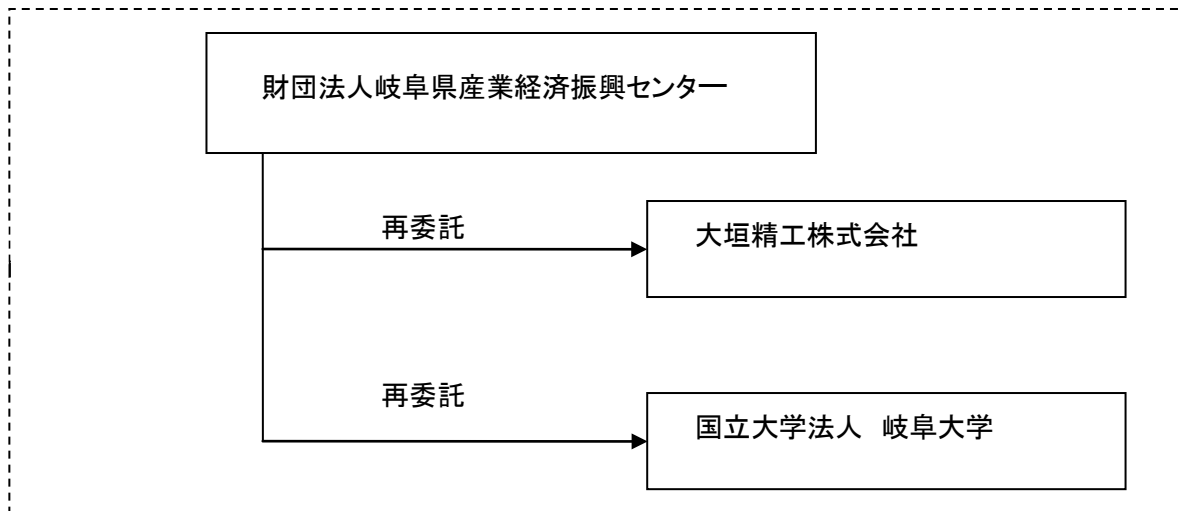 財団法人岐阜県産業経済振興センター
再委託
大垣精工株式会社
再委託
国立大学法人　岐阜大学